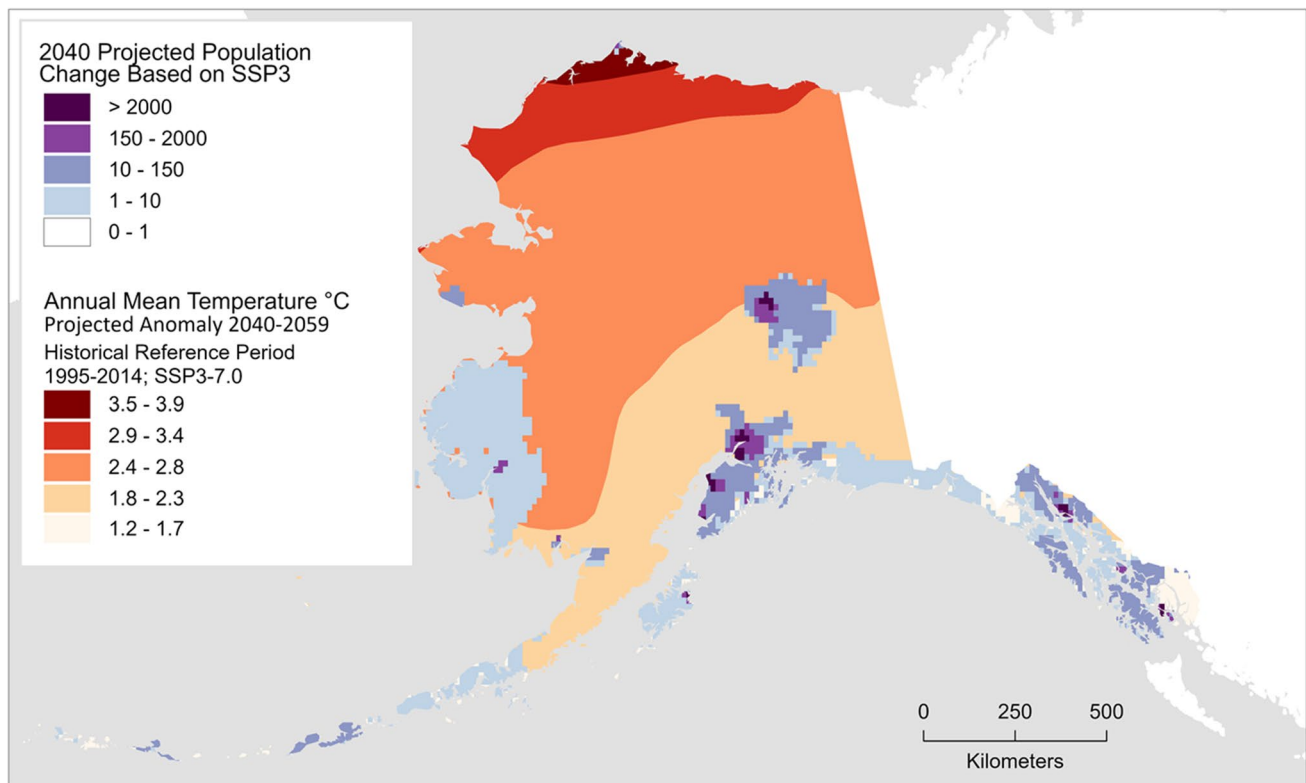 2040 Projected Population
Change Based on SSP3
> 2000
150 - 2000
10 - 150
1 - 10
0 - 1
Annual Mean Temperature °C
Projected Anomaly 2040-2059
Historical Reference Period
1995-2014; SSP3-7.0
3.5 - 3.9
2.9 - 3.4
2.4 - 2.8
1.8 - 2.3
1.2 - 1.7
0 250 500
Kilometers